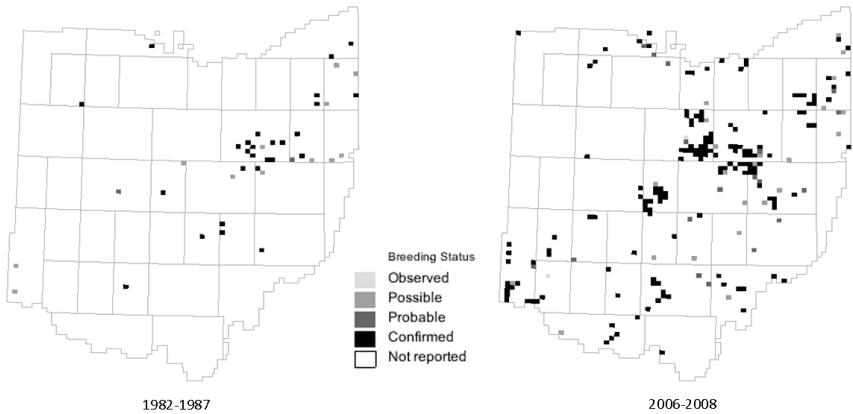 Breeding Status
Observed
Possible
Probable
Confirmed
Not reported
1982-1987
2006-2008